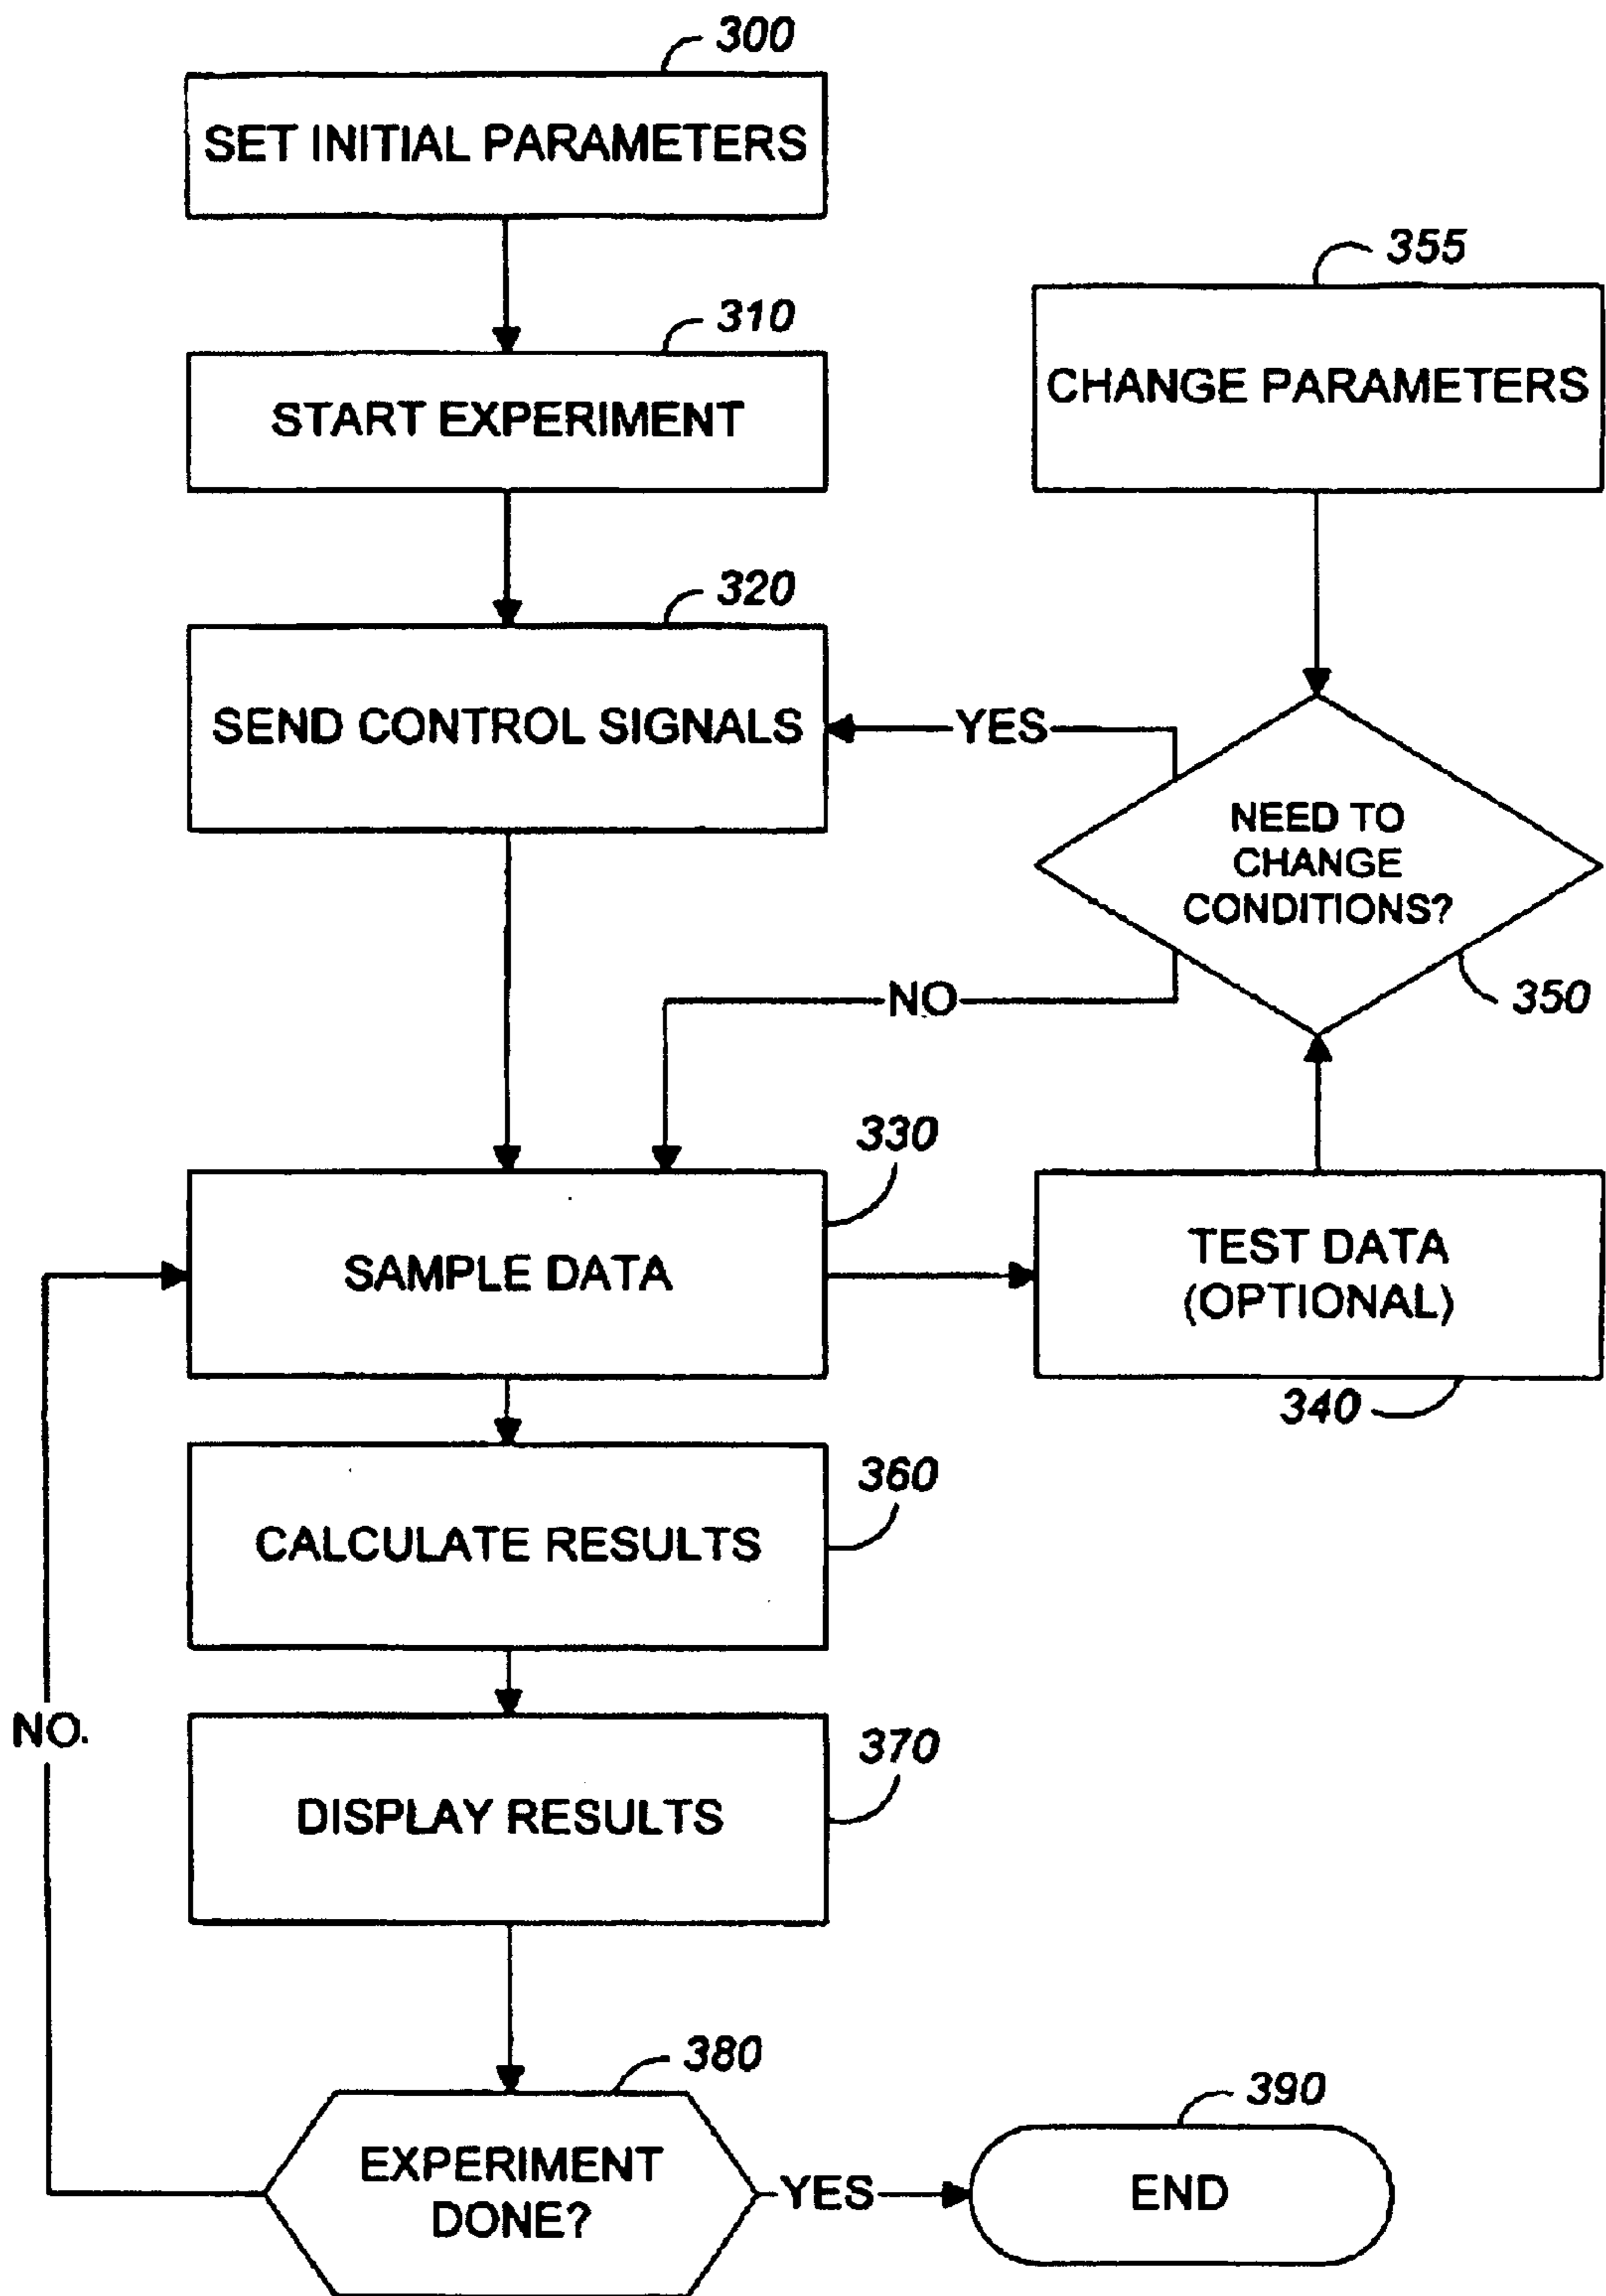 300
SET INITIAL PARAMETERS
310
START EXPERIMENT
355
CHANGE PARAMETERS
320
SEND CONTROL SIGNALS
YES
NEED TO
CHANGE
CONDITIONS?
350
NO
330
SAMPLE DATA
TEST DATA
(OPTIONAL)
340
360
CALCULATE RESULTS
NO.
370
DISPLAY RESULTS
380
EXPERIMENT
DONE?
YES
390
END